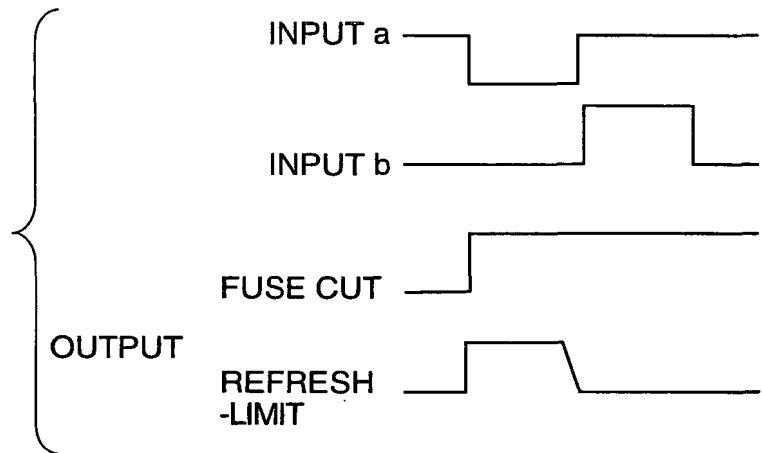 INPUT a
INPUT b
FUSE CUT
OUTPUT
REFRESH
-LIMIT